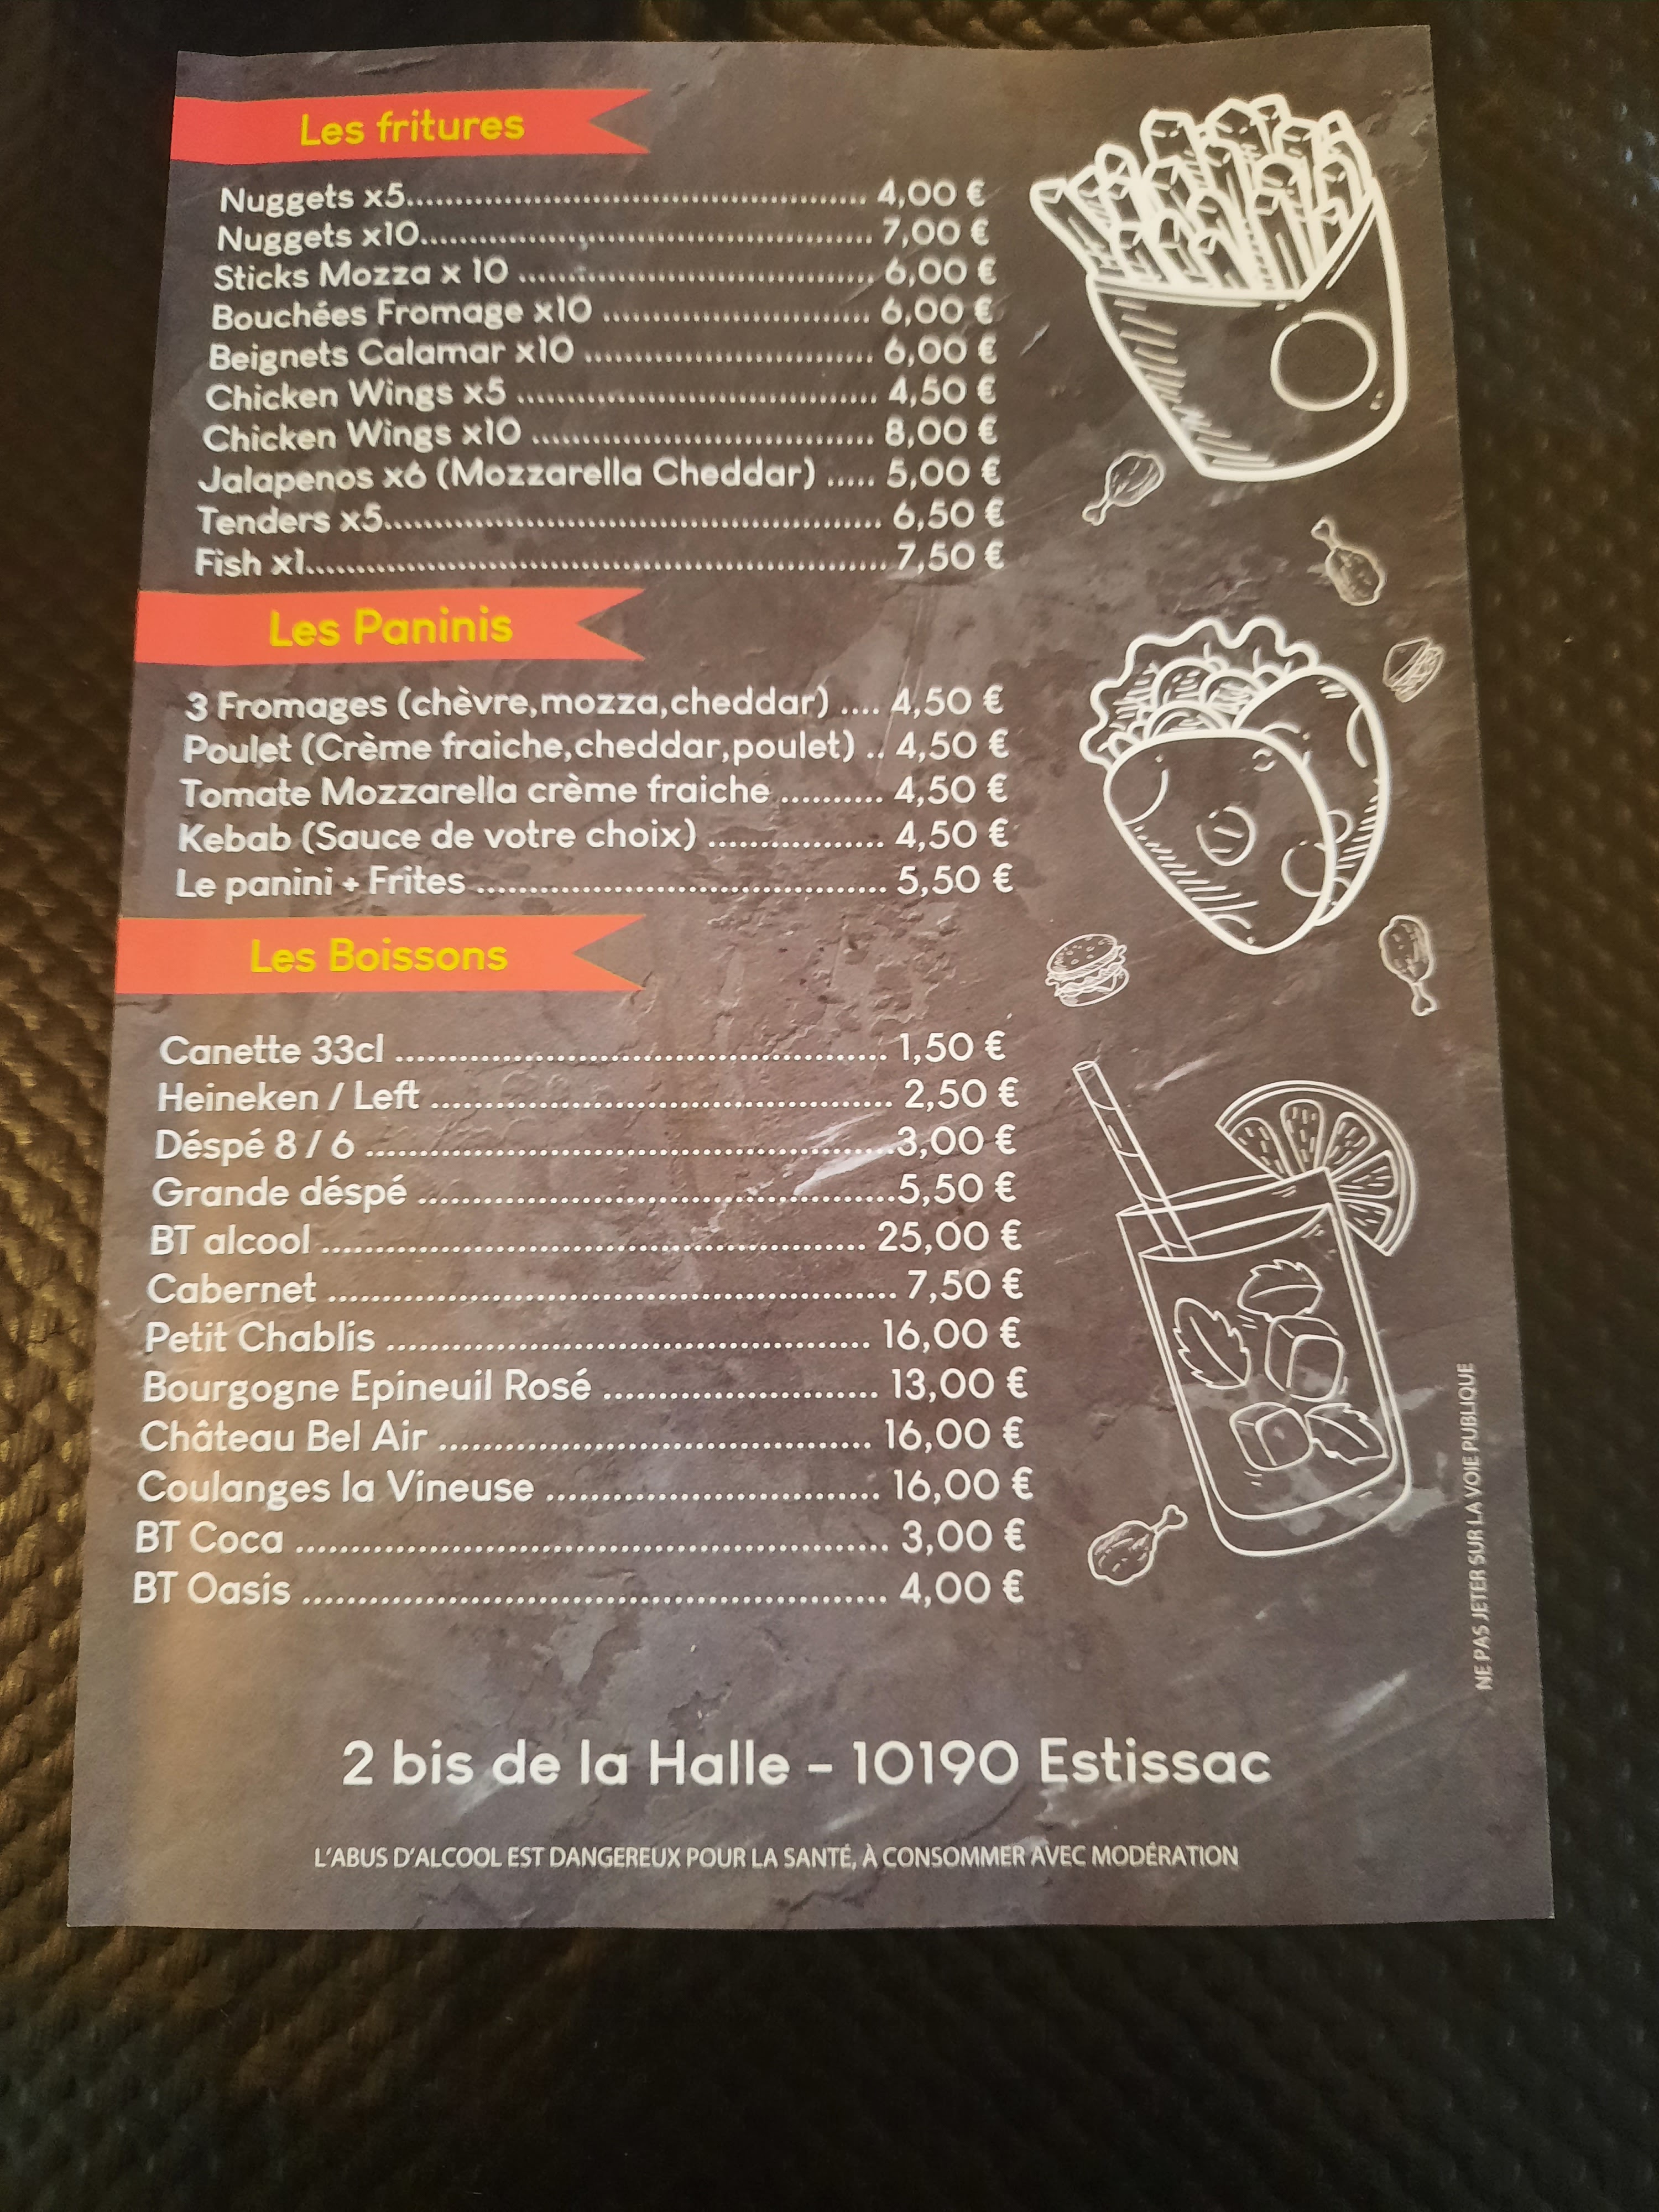 Les fritures
Nuggets x5.......... 4,00 €
Nuggets x10.......... 7,00 €
Sticks Mozza x 10 .......... 6,00 €
Bouchées Fromage x10 .......... 6,00 €
Beignets Calamar x10 .......... 6,00 €
Chicken Wings x5 .......... 4,50 €
Chicken Wings x10 .......... 8,00 €
Jalapenos x6 (Mozzarella Cheddar) ..... 5,00 €
Tenders x5.......... 6,50 €
Fish x1.......... 7,50 €
Les Paninis
3 Fromages (chèvre,mozza,cheddar) .... 4,50 €
Poulet (Crème fraiche,cheddar,poulet) .. 4,50 €
Tomate Mozzarella crème fraiche .......... 4,50 €
Kebab (Sauce de votre choix) .......... 4,50 €
Le panini + Frites .......... 5,50 €
Les Boissons
Canette 33cl .......... 1,50 €
Heineken / Left .......... 2,50 €
Déspé 8 / 6 .......... 3,00 €
Grande déspé .......... 5,50 €
BT alcool .......... 25,00 €
Cabernet .......... 7,50 €
Petit Chablis .......... 16,00 €
Bourgogne Epineuil Rosé .......... 13,00 €
Château Bel Air .......... 16,00 €
Coulanges la Vineuse .......... 16,00 €
BT Coca .......... 3,00 €
BT Oasis .......... 4,00 €
NE PAS JETER SUR LA VOIE PUBLIQUE
2 bis de la Halle - 10190 Estissac
L'ABUS D'ALCOOL EST DANGEREUX POUR LA SANTÉ, À CONSOMMER AVEC MODÉRATION